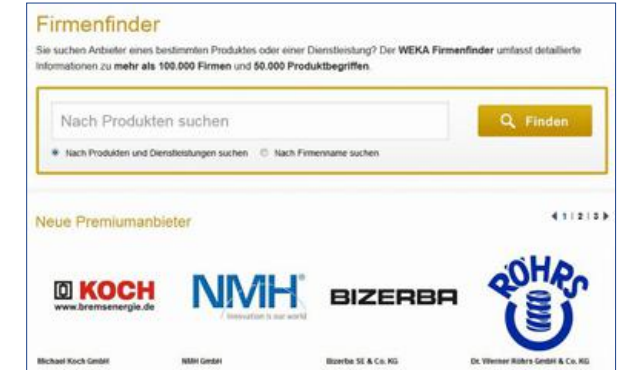 Firmenfinder
Sie suchen Anbieter eines bestimmten Produktes oder einer Dienstleistung? Der WEKA Firmenfinder umfasst detaillierte
Informationen zu mehr als 100.000 Firmen und 50.000 Produktbegriffen.
Nach Produkten suchen
Finden
Nach Produkten und Dienstleistungen suchen
Nach Firmenname suchen
Neue Premiumanbieter
1 | 2 | 3
KOCH
www.bremsenergie.de
NMH
innovation is our world
BIZERBA
RÖHRS
Michael Koch GmbH
NMH GmbH
Bizerba SE & Co. KG
Dr. Werner Röhrs GmbH & Co. KG